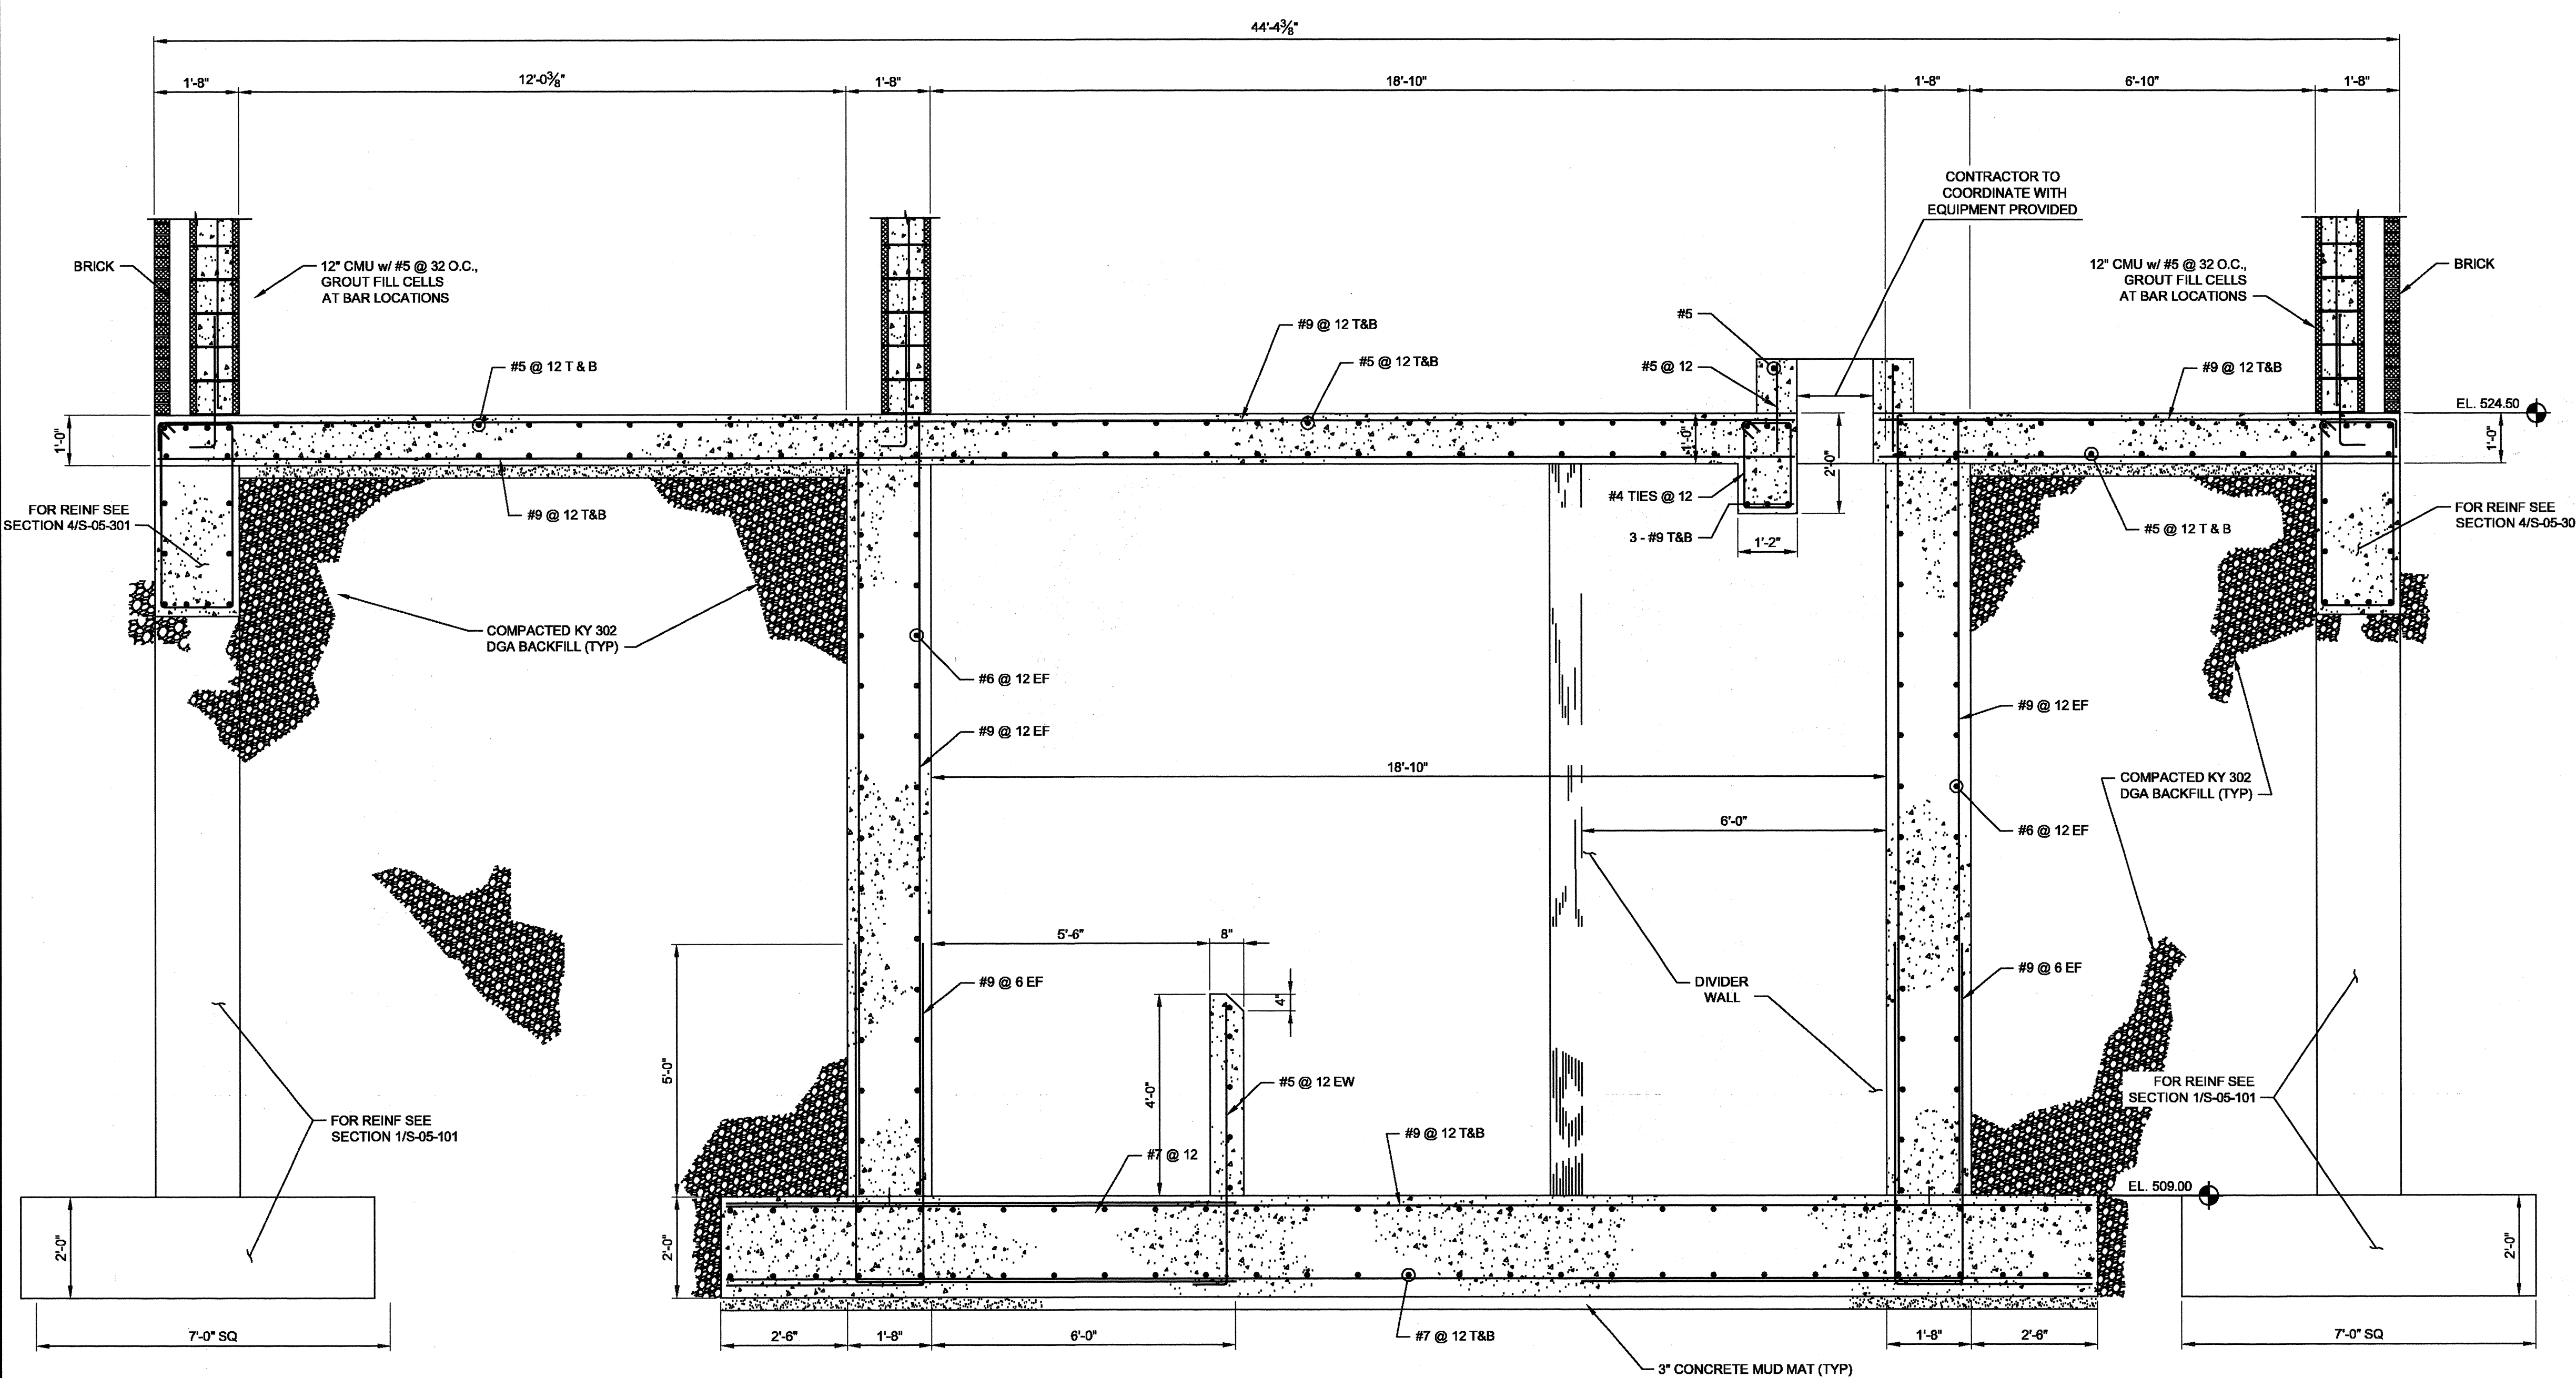 44'-4⅜"
1'-8"
12'-0⅜"
1'-8"
18'-10"
1'-8"
6'-10"
1'-8"
CONTRACTOR TO
COORDINATE WITH
EQUIPMENT PROVIDED
BRICK
12" CMU w/ #5 @ 32 O.C.,
GROUT FILL CELLS
AT BAR LOCATIONS
12" CMU w/ #5 @ 32 O.C.,
GROUT FILL CELLS
AT BAR LOCATIONS
BRICK
#5 @ 12 T & B
#9 @ 12 T&B
#5 @ 12 T&B
#5
#5 @ 12
#9 @ 12 T&B
EL. 524.50
1'-0"
1'-0"
2'-0"
1'-0"
FOR REINF SEE
SECTION 4/S-05-301
#9 @ 12 T&B
#4 TIES @ 12
3 - #9 T&B
1'-2"
#5 @ 12 T & B
FOR REINF SEE
SECTION 4/S-05-30
COMPACTED KY 302
DGA BACKFILL (TYP)
#6 @ 12 EF
#9 @ 12 EF
#9 @ 12 EF
18'-10"
COMPACTED KY 302
DGA BACKFILL (TYP)
6'-0"
#6 @ 12 EF
5'-6"
8"
#9 @ 6 EF
4"
#9 @ 6 EF
DIVIDER
WALL
5'-0"
4'-0"
#5 @ 12 EW
FOR REINF SEE
SECTION 1/S-05-101
FOR REINF SEE
SECTION 1/S-05-101
#9 @ 12 T&B
#7 @ 12
EL. 509.00
2'-0"
2'-0"
2'-0"
7'-0" SQ
2'-6"
1'-8"
6'-0"
#7 @ 12 T&B
1'-8"
2'-6"
7'-0" SQ
3" CONCRETE MUD MAT (TYP)